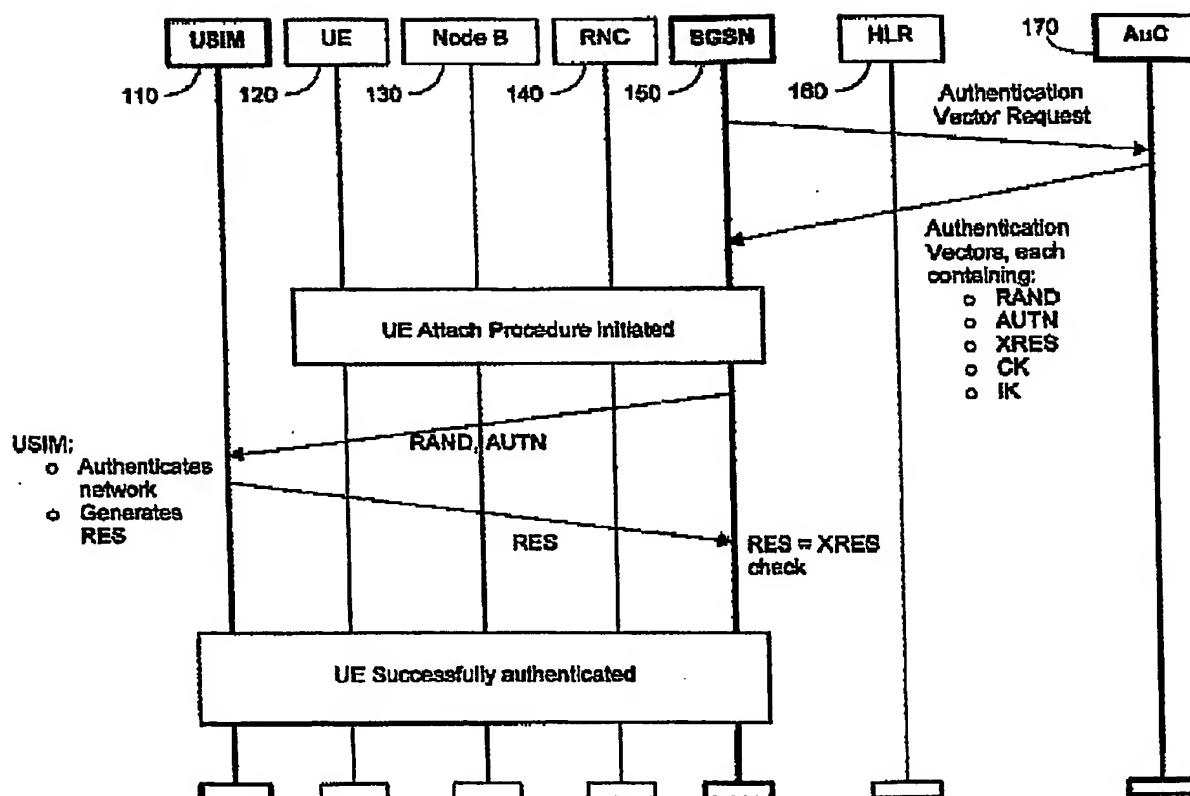 USIM UE Node B RNC SGSN HLR AuC
110 120 130 140 150 160 170
Authentication
Vector Request
Authentication
Vectors, each
containing:
o RAND
o AUTN
o XRES
o CK
o IK
UE Attach Procedure initiated
RAND, AUTN
USIM:
o Authenticates
network
o Generates
RES
RES
RES = XRES
check
UE Successfully authenticated